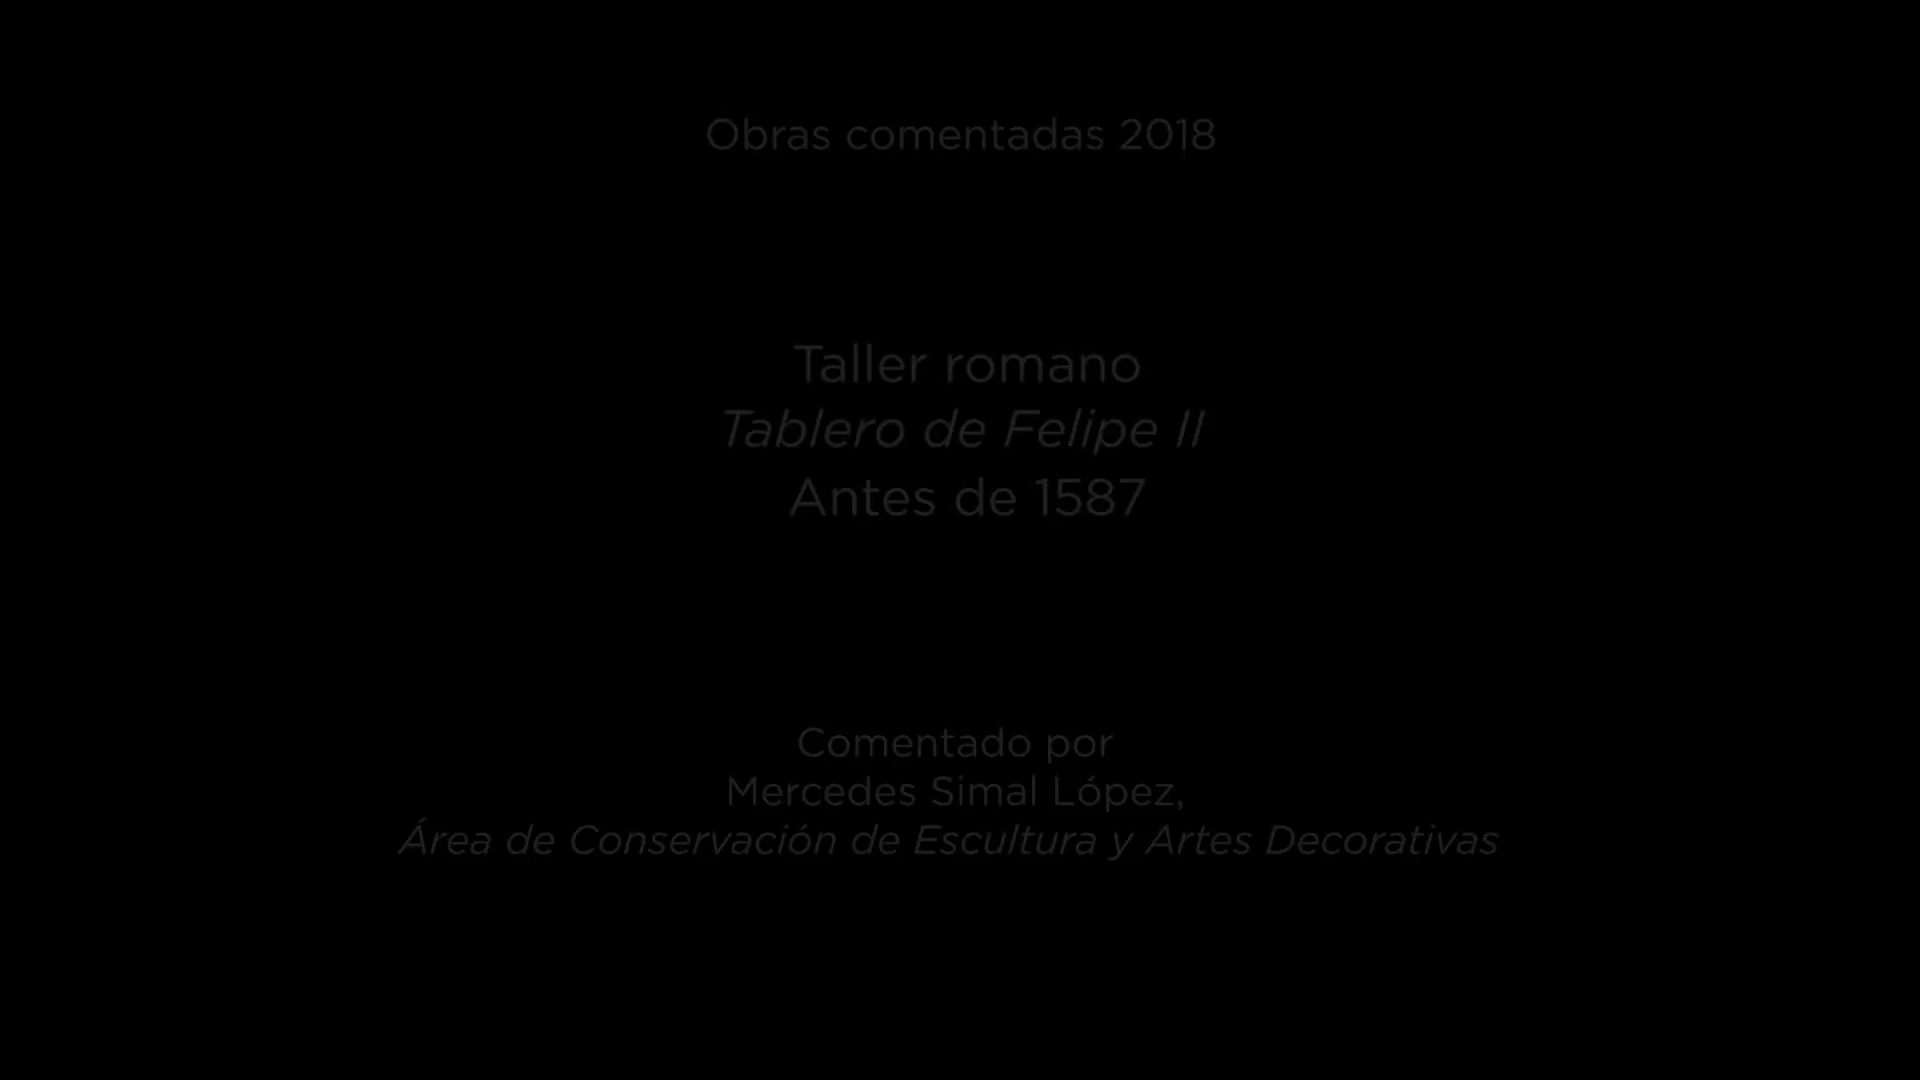 Obras comentadas 2018
Taller romano
Tablero de Felipe II
Antes de 1587
Comentado por
Mercedes Simal López,
Área de Conservación de Escultura y Artes Decorativas